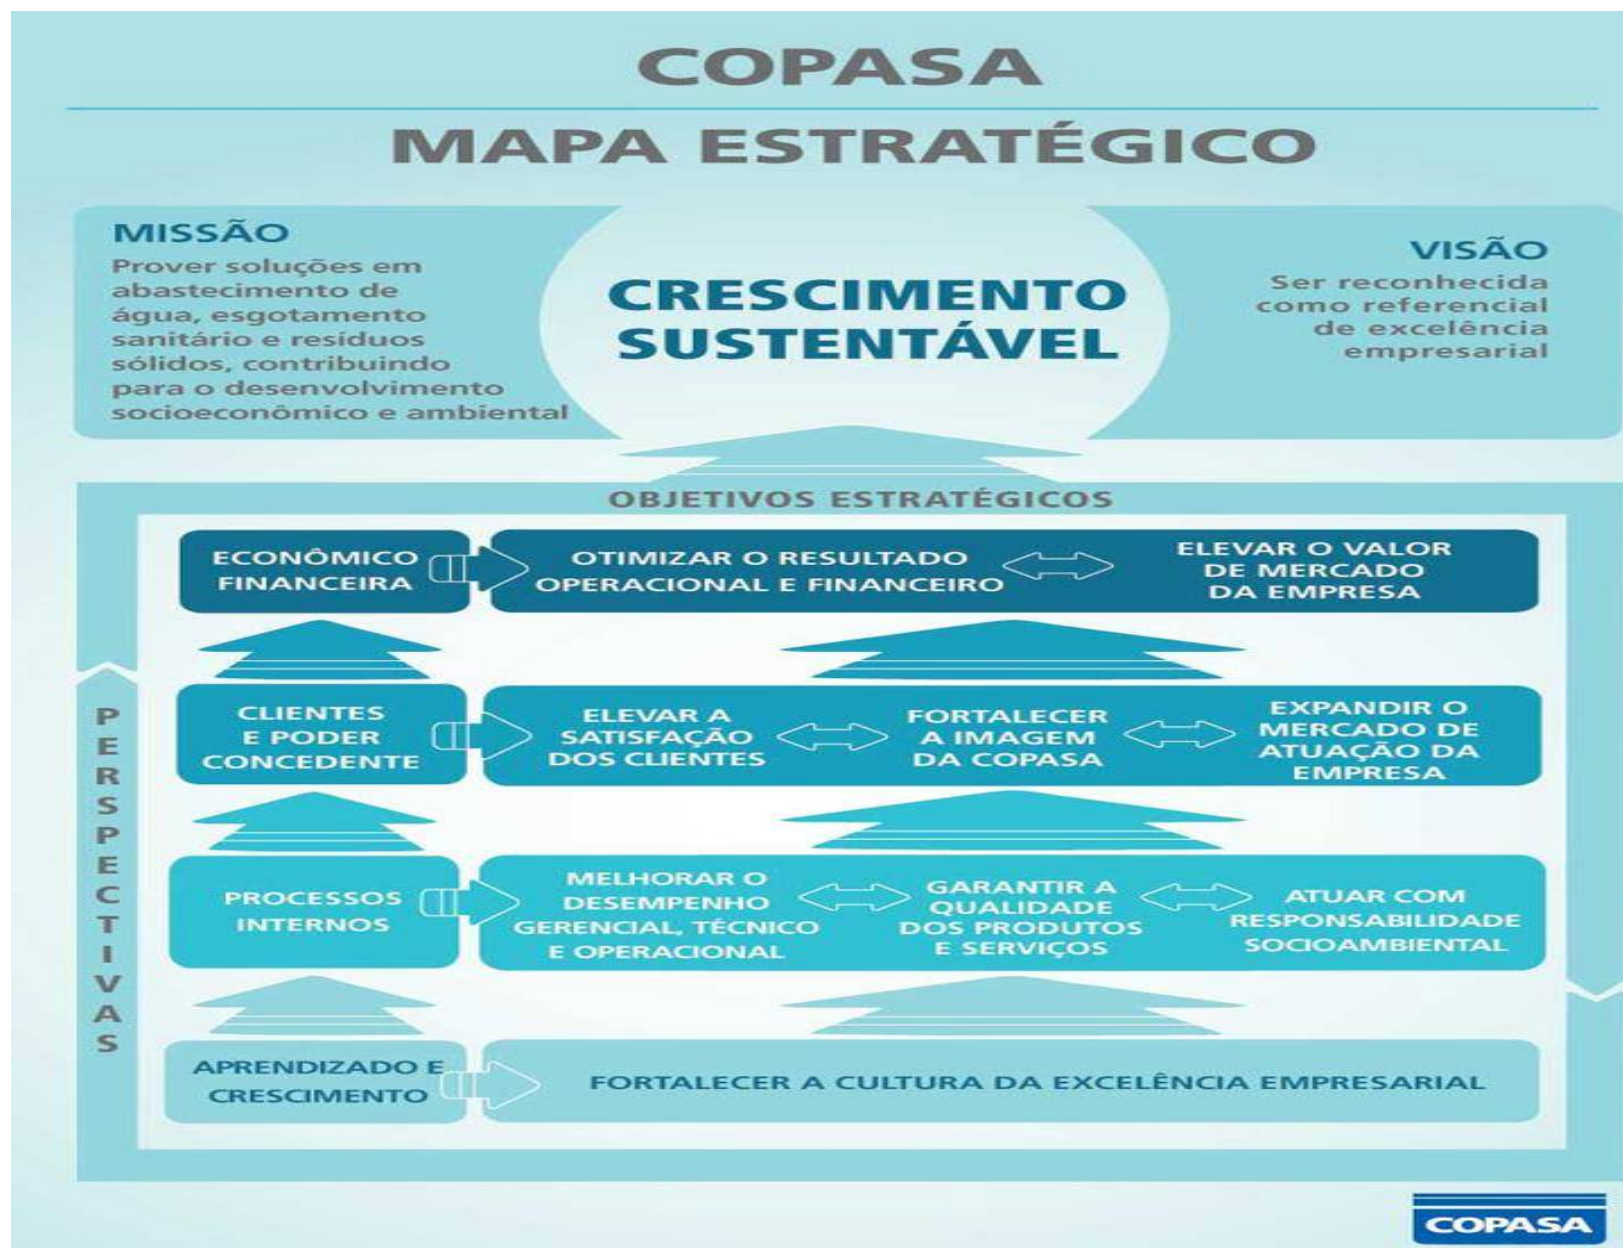 COPASA
MAPA ESTRATÉGICO
MISSÃO
Prover soluções em
abastecimento de
água, esgotamento
sanitário e resíduos
sólidos, contribuindo
para o desenvolvimento
socioeconômico e ambiental
CRESCIMENTO
SUSTENTÁVEL
VISÃO
Ser reconhecida
como referencial
de excelência
empresarial
OBJETIVOS ESTRATÉGICOS
PERSPECTIVAS
ECONÔMICO
FINANCEIRA
OTIMIZAR O RESULTADO
OPERACIONAL E FINANCEIRO
ELEVAR O VALOR
DE MERCADO
DA EMPRESA
CLIENTES
E PODER
CONCEDENTE
ELEVAR A
SATISFAÇÃO
DOS CLIENTES
FORTALECER
A IMAGEM
DA COPASA
EXPANDIR O
MERCADO DE
ATUAÇÃO DA
EMPRESA
PROCESSOS
INTERNOS
MELHORAR O
DESEMPENHO
GERENCIAL, TÉCNICO
E OPERACIONAL
GARANTIR A
QUALIDADE
DOS PRODUTOS
E SERVIÇOS
ATUAR COM
RESPONSABILIDADE
SOCIOAMBIENTAL
APRENDIZADO E
CRESCIMENTO
FORTALECER A CULTURA DA EXCELÊNCIA EMPRESARIAL
COPASA